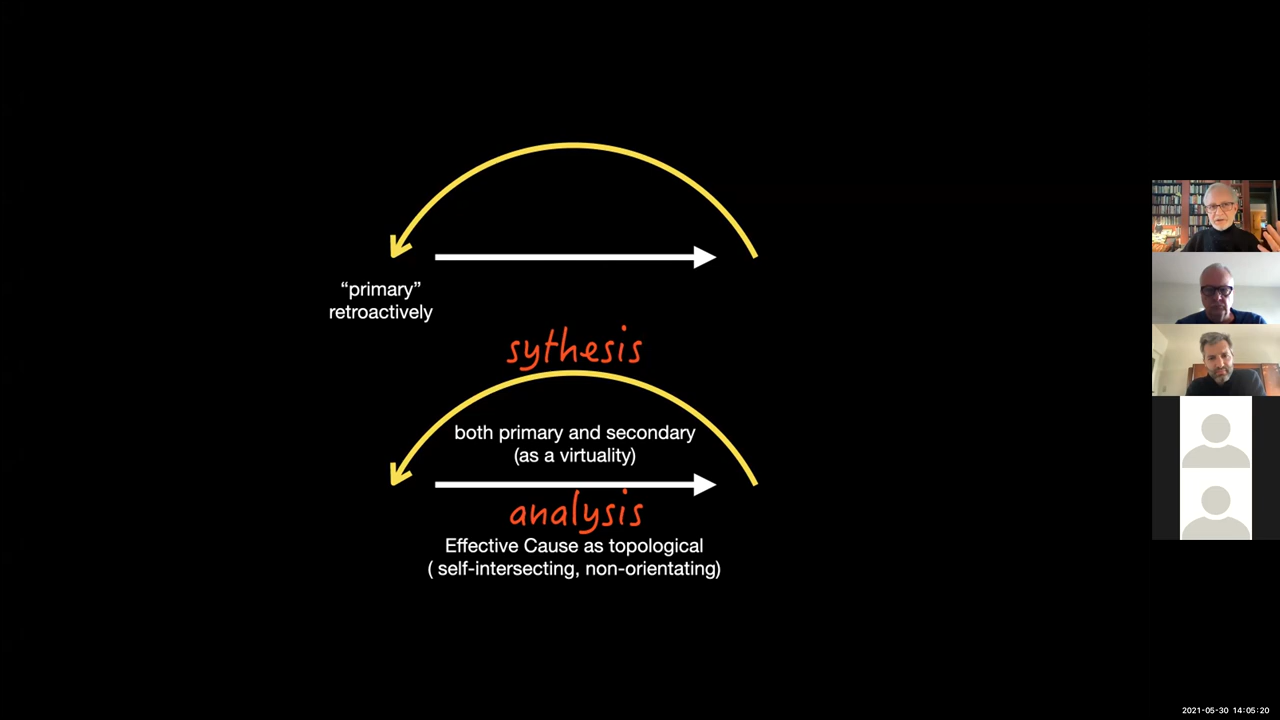 “primary”
retroactively
sythesis
both primary and secondary
(as a virtuality)
analysis
Effective Cause as topological
( self-intersecting, non-orientating)
2021-05-30 14:05:20